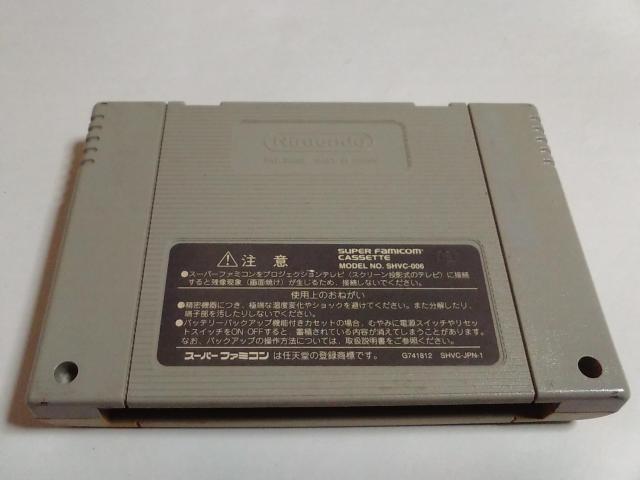 Nintendo
注意
SUPER FAMICOM
CASSETTE
MODEL NO. SHVC-006
●スーパーファミコンをプロジェクションテレビ(スクリーン投影式のテレビ)に接続
すると残像現象(画面焼け)が生じるため、接続しないでください。
使用上のおねがい
●精密機器につき、極端な温度変化やショックを避けてください。また分解したり、
端子部を汚したりしないでください。
●バッテリーバックアップ機能付きカセットの場合、むやみに電源スイッチやリセッ
トスイッチをON・OFFすると、蓄積されている内容が消えてしまうことがあります。
なお、バックアップの操作方法については、取扱説明書をご参照ください。
スーパーファミコンは任天堂の登録商標です。 G741812 SHVC-JPN-1